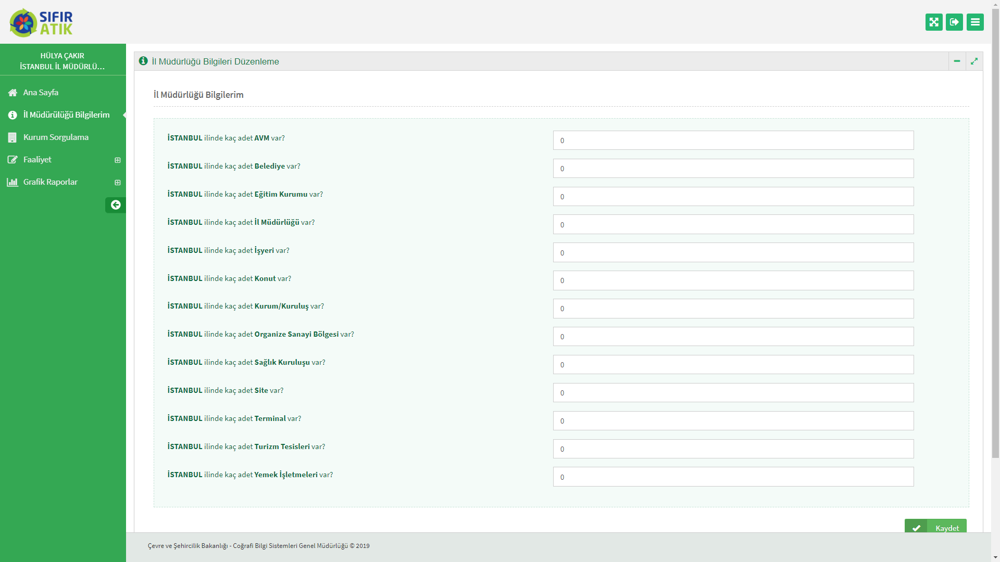 SIFIR
ATIK
HÜLYA ÇAKIR
İSTANBUL İL MÜDÜRLÜ...
Ana Sayfa
İl Müdürülüğü Bilgilerim
Kurum Sorgulama
Faaliyet
Grafik Raporlar
İl Müdürlüğü Bilgileri Düzenleme
İl Müdürlüğü Bilgilerim
İSTANBUL ilinde kaç adet AVM var? 0
İSTANBUL ilinde kaç adet Belediye var? 0
İSTANBUL ilinde kaç adet Eğitim Kurumu var? 0
İSTANBUL ilinde kaç adet İl Müdürlüğü var? 0
İSTANBUL ilinde kaç adet İşyeri var? 0
İSTANBUL ilinde kaç adet Konut var? 0
İSTANBUL ilinde kaç adet Kurum/Kuruluş var? 0
İSTANBUL ilinde kaç adet Organize Sanayi Bölgesi var? 0
İSTANBUL ilinde kaç adet Sağlık Kuruluşu var? 0
İSTANBUL ilinde kaç adet Site var? 0
İSTANBUL ilinde kaç adet Terminal var? 0
İSTANBUL ilinde kaç adet Turizm Tesisleri var? 0
İSTANBUL ilinde kaç adet Yemek İşletmeleri var? 0
Kaydet
Çevre ve Şehircilik Bakanlığı - Coğrafi Bilgi Sistemleri Genel Müdürlüğü © 2019